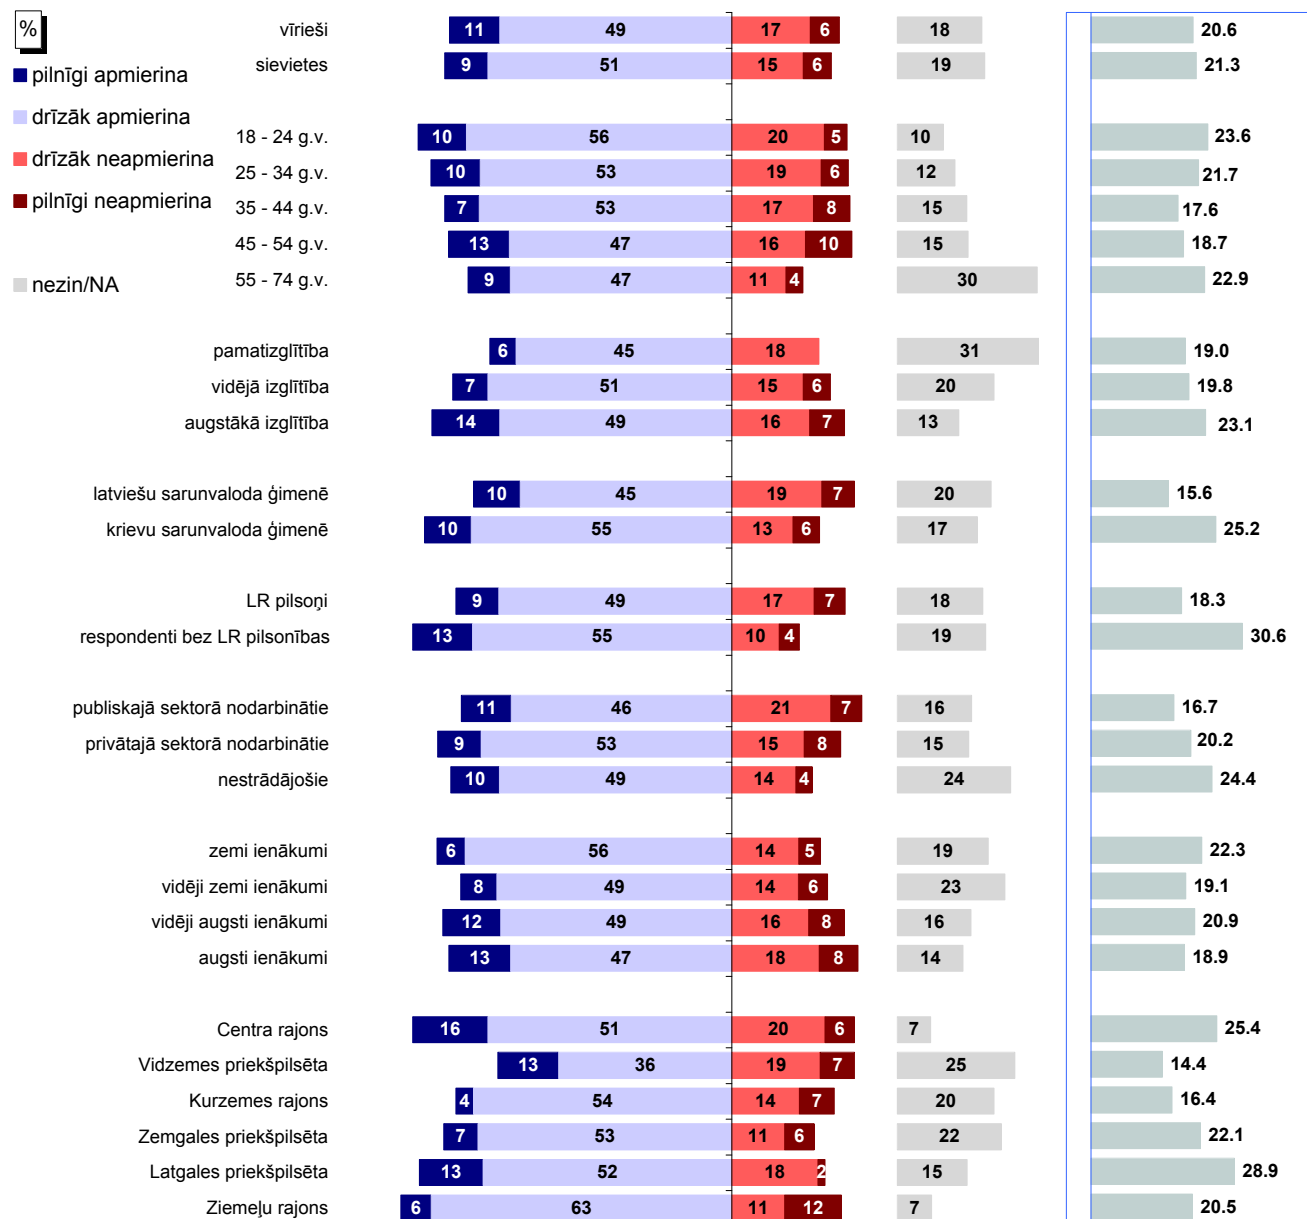 %
pilnīgi apmierina
drīzāk apmierina
drīzāk neapmierina
pilnīgi neapmierina
nezin/NA
vīrieši 11 49 17 6 18 20.6
sievietes 9 51 15 6 19 21.3
18 - 24 g.v. 10 56 20 5 10 23.6
25 - 34 g.v. 10 53 19 6 12 21.7
35 - 44 g.v. 7 53 17 8 15 17.6
45 - 54 g.v. 13 47 16 10 15 18.7
55 - 74 g.v. 9 47 11 4 30 22.9
pamatizglītība 6 45 18 31 19.0
vidējā izglītība 7 51 15 6 20 19.8
augstākā izglītība 14 49 16 7 13 23.1
latviešu sarunvaloda ģimenē 10 45 19 7 20 15.6
krievu sarunvaloda ģimenē 10 55 13 6 17 25.2
LR pilsoņi 9 49 17 7 18 18.3
respondenti bez LR pilsonības 13 55 10 4 19 30.6
publiskajā sektorā nodarbinātie 11 46 21 7 16 16.7
privātajā sektorā nodarbinātie 9 53 15 8 15 20.2
nestrādājošie 10 49 14 4 24 24.4
zemi ienākumi 6 56 14 5 19 22.3
vidēji zemi ienākumi 8 49 14 6 23 19.1
vidēji augsti ienākumi 12 49 16 8 16 20.9
augsti ienākumi 13 47 18 8 14 18.9
Centra rajons 16 51 20 6 7 25.4
Vidzemes priekšpilsēta 13 36 19 7 25 14.4
Kurzemes rajons 4 54 14 7 20 16.4
Zemgales priekšpilsēta 7 53 11 6 22 22.1
Latgales priekšpilsēta 13 52 18 2 15 28.9
Ziemeļu rajons 6 63 11 12 7 20.5